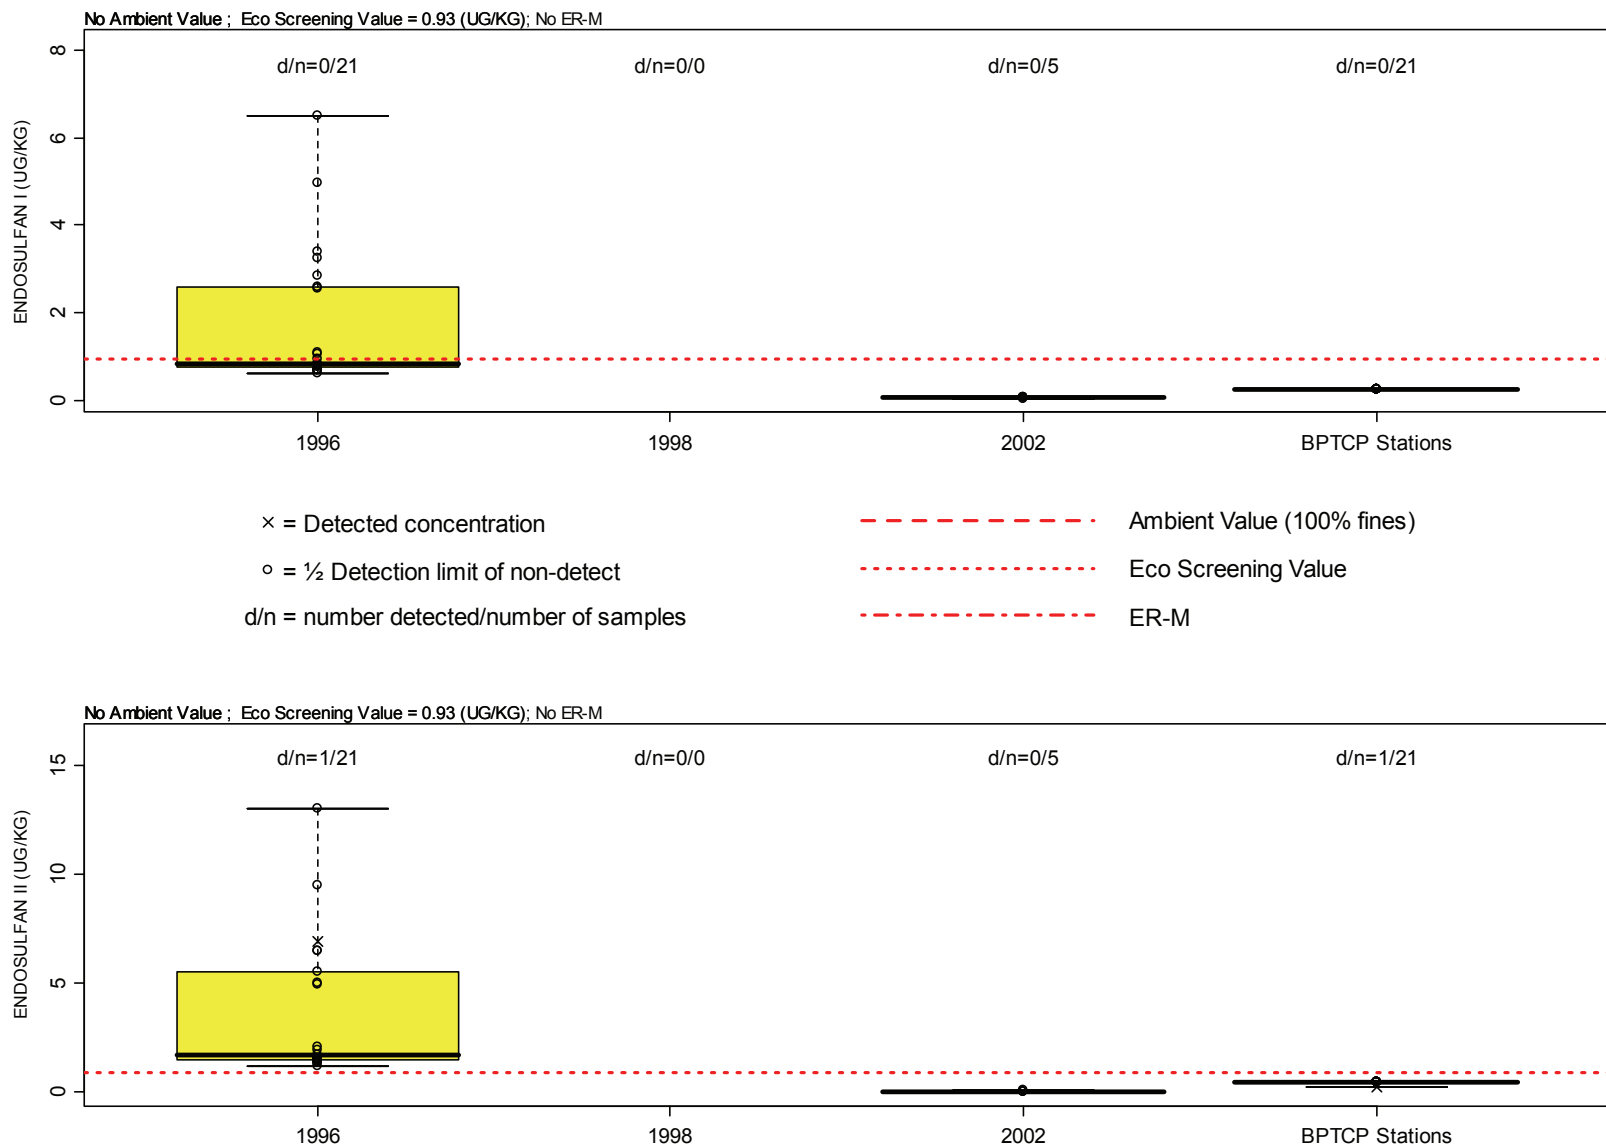 No Ambient Value ; Eco Screening Value = 0.93 (UG/KG); No ER-M
d/n=0/21 d/n=0/0 d/n=0/5 d/n=0/21
ENDOSULFAN I (UG/KG)
8
6
4
2
0
1996 1998 2002 BPTCP Stations
× = Detected concentration
o = ½ Detection limit of non-detect
d/n = number detected/number of samples
Ambient Value (100% fines)
Eco Screening Value
ER-M
No Ambient Value ; Eco Screening Value = 0.93 (UG/KG); No ER-M
d/n=1/21 d/n=0/0 d/n=0/5 d/n=1/21
ENDOSULFAN II (UG/KG)
15
10
5
0
1996 1998 2002 BPTCP Stations